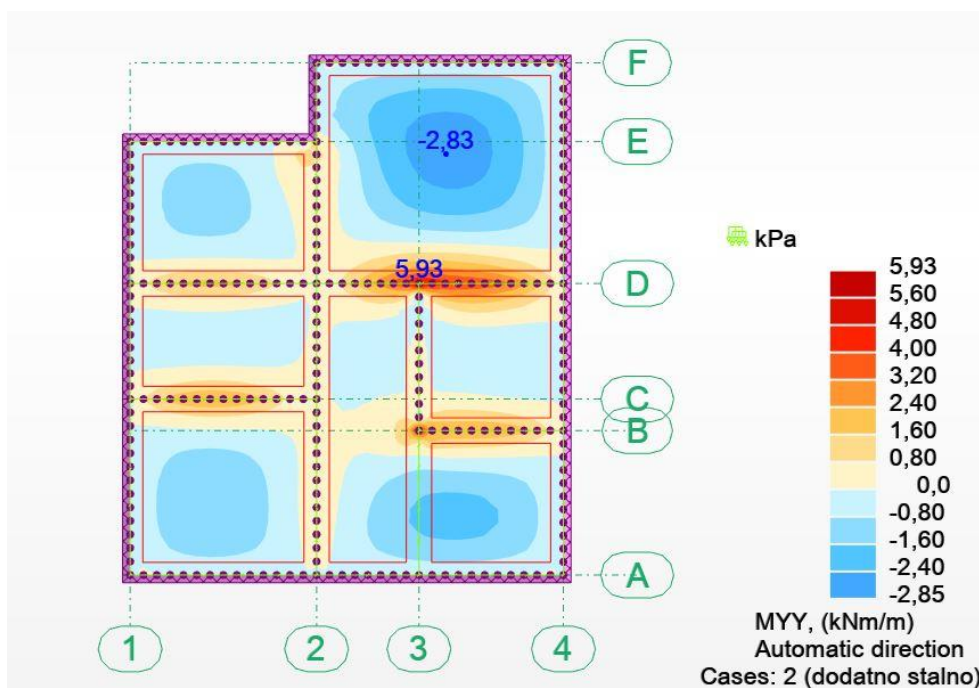 F
-2,83
E
kPa
5,93
D
5,93
5,60
4,80
4,00
3,20
2,40
1,60
0,80
0,0
-0,80
-1,60
-2,40
-2,85
C
B
A
1
2
3
4
MYY, (kNm/m)
Automatic direction
Cases: 2 (dodatno stalno)